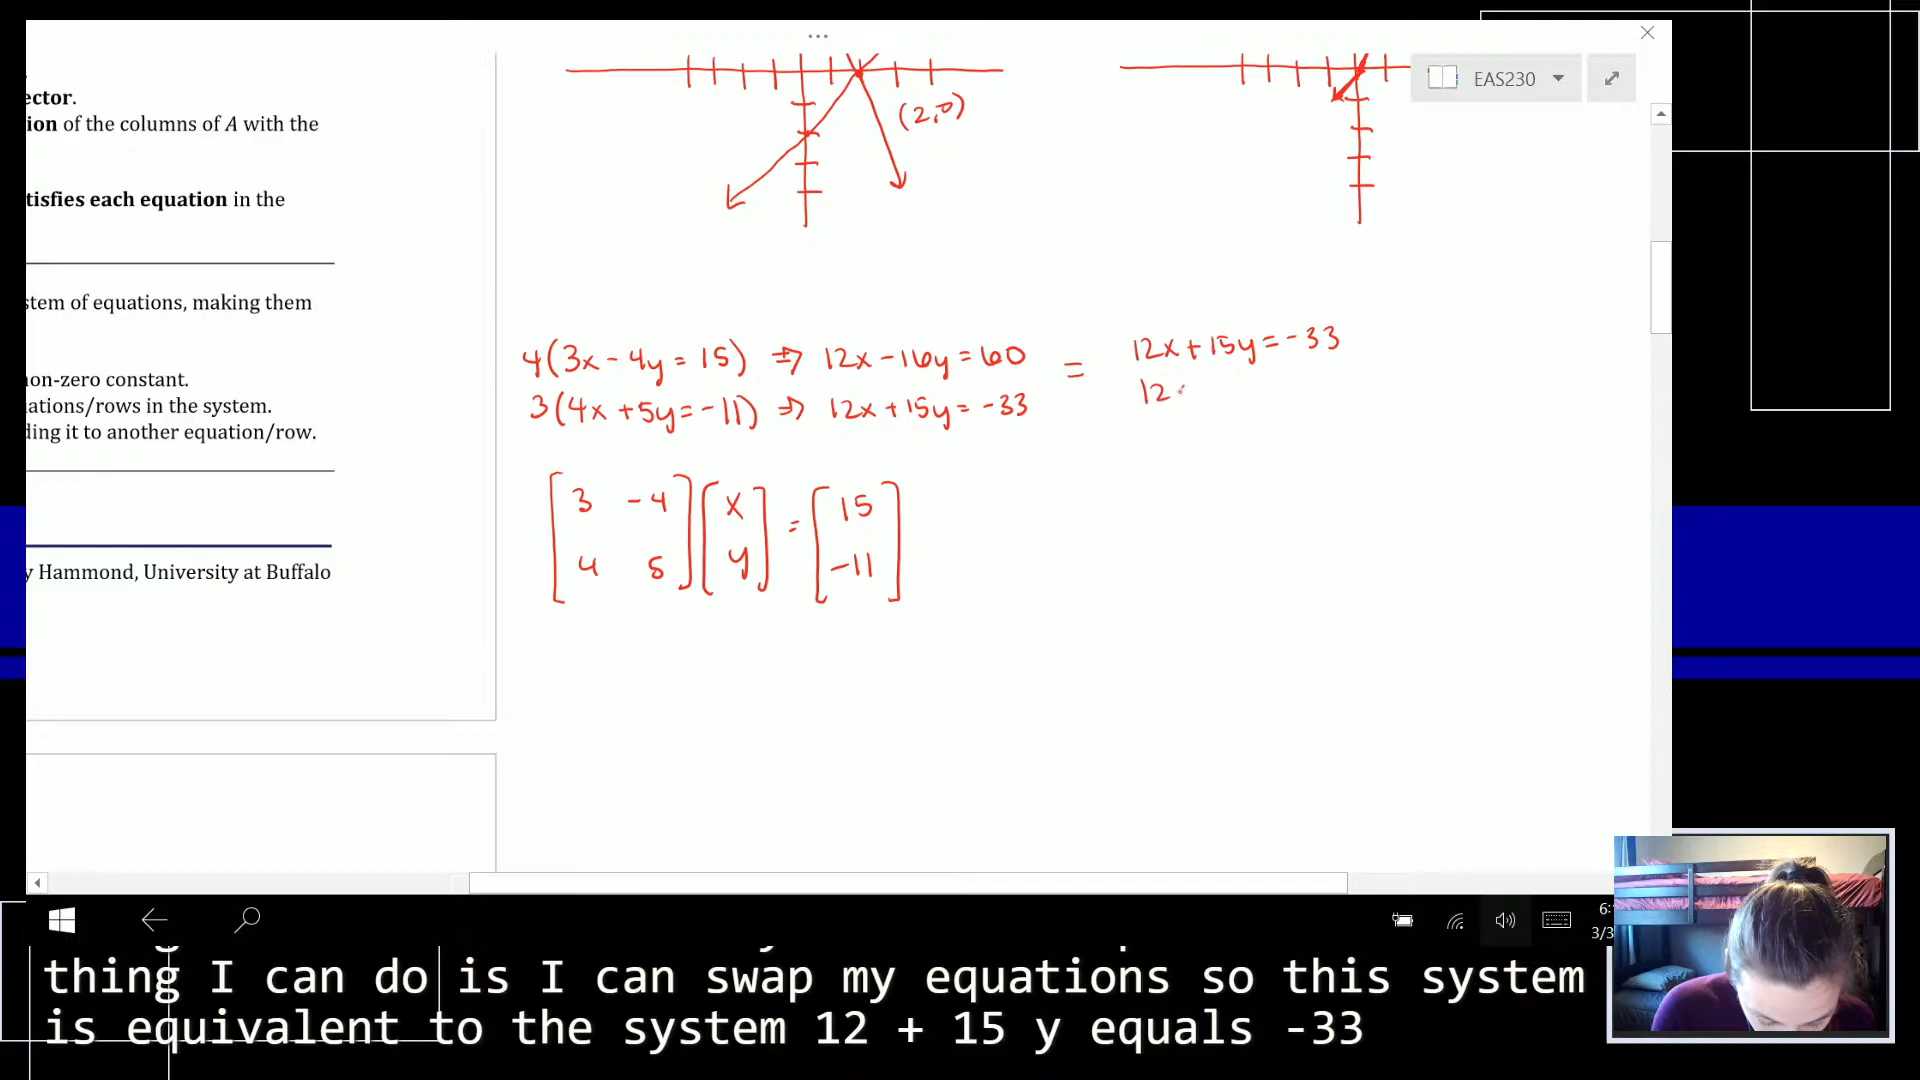 EAS230
ector.
ion of the columns of A with the
tisfies each equation in the
stem of equations, making them
non-zero constant.
ations/rows in the system.
ding it to another equation/row.
y Hammond, University at Buffalo
(2,0)
4(3x - 4y = 15) ⇒ 12x - 16y = 60 = 12x + 15y = -33
3(4x + 5y = -11) ⇒ 12x + 15y = -33 12
3 -4 x = 15
4 5 y -11
6:
3/3
thing I can do is I can swap my equations so this system
is equivalent to the system 12 + 15 y equals -33